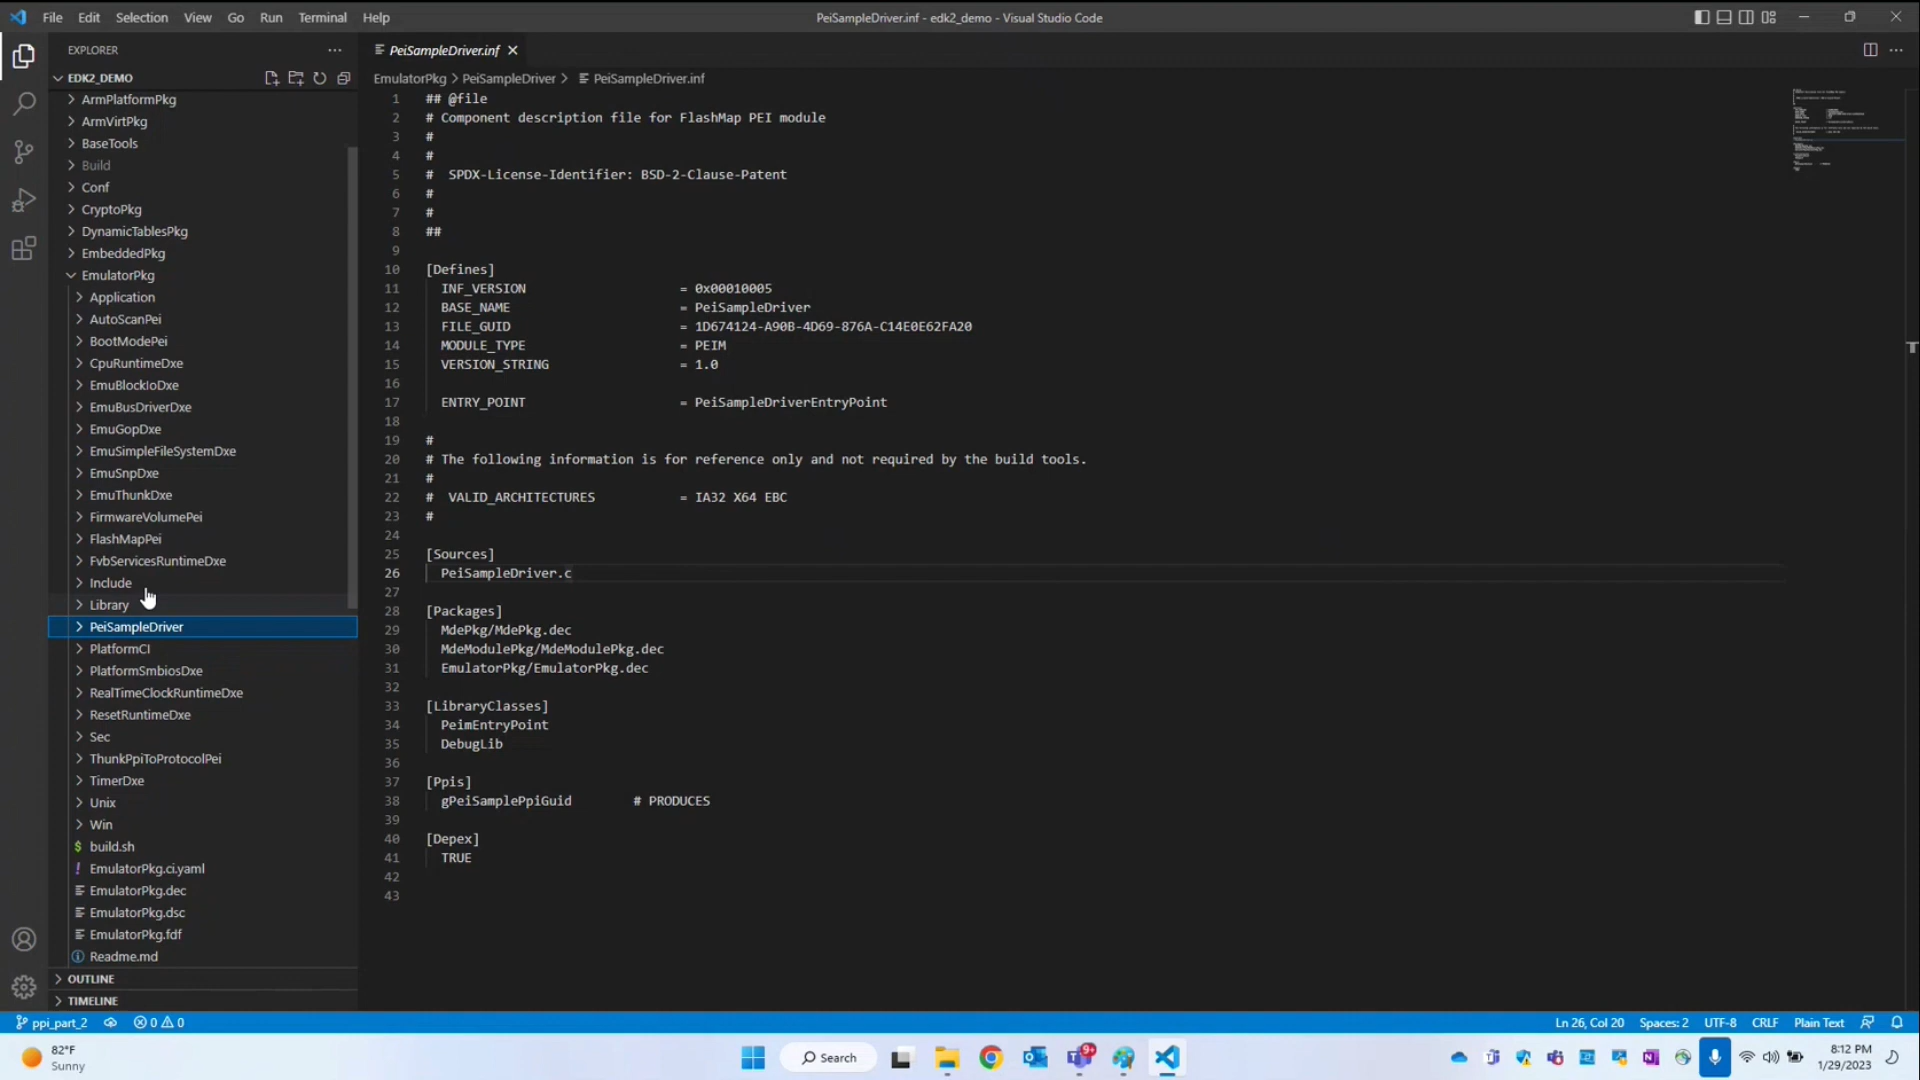 File Edit Selection View Go Run Terminal Help
PeiSampleDriver.inf - edk2_demo - Visual Studio Code
EXPLORER
EDK2_DEMO
ArmPlatformPkg
ArmVirtPkg
BaseTools
Build
Conf
CryptoPkg
DynamicTablesPkg
EmbeddedPkg
EmulatorPkg
Application
AutoScanPei
BootModePei
CpuRuntimeDxe
EmuBlockIoDxe
EmuBusDriverDxe
EmuGopDxe
EmuSimpleFileSystemDxe
EmuSnpDxe
EmuThunkDxe
FirmwareVolumePei
FlashMapPei
FvbServicesRuntimeDxe
Include
Library
PeiSampleDriver
PlatformCI
PlatformSmbiosDxe
RealTimeClockRuntimeDxe
ResetRuntimeDxe
Sec
ThunkPpiToProtocolPei
TimerDxe
Unix
Win
$ build.sh
! EmulatorPkg.ci.yaml
EmulatorPkg.dec
EmulatorPkg.dsc
EmulatorPkg.fdf
Readme.md
OUTLINE
TIMELINE
PeiSampleDriver.inf
EmulatorPkg > PeiSampleDriver > PeiSampleDriver.inf
1 ## @file
2 # Component description file for FlashMap PEI module
3 #
4 #
5 # SPDX-License-Identifier: BSD-2-Clause-Patent
6 #
7 #
8 ##
9
10 [Defines]
11 INF_VERSION = 0x00010005
12 BASE_NAME = PeiSampleDriver
13 FILE_GUID = 1D674124-A90B-4D69-876A-C14E0E62FA20
14 MODULE_TYPE = PEIM
15 VERSION_STRING = 1.0
16
17 ENTRY_POINT = PeiSampleDriverEntryPoint
18
19 #
20 # The following information is for reference only and not required by the build tools.
21 #
22 # VALID_ARCHITECTURES = IA32 X64 EBC
23 #
24
25 [Sources]
26 PeiSampleDriver.c
27
28 [Packages]
29 MdePkg/MdePkg.dec
30 MdeModulePkg/MdeModulePkg.dec
31 EmulatorPkg/EmulatorPkg.dec
32
33 [LibraryClasses]
34 PeimEntryPoint
35 DebugLib
36
37 [Ppis]
38 gPeiSamplePpiGuid # PRODUCES
39
40 [Depex]
41 TRUE
42
43
ppi_part_2 0 0
Ln 26, Col 20 Spaces: 2 UTF-8 CRLF Plain Text
82°F
Sunny
Search
9+
8:12 PM
1/29/2023